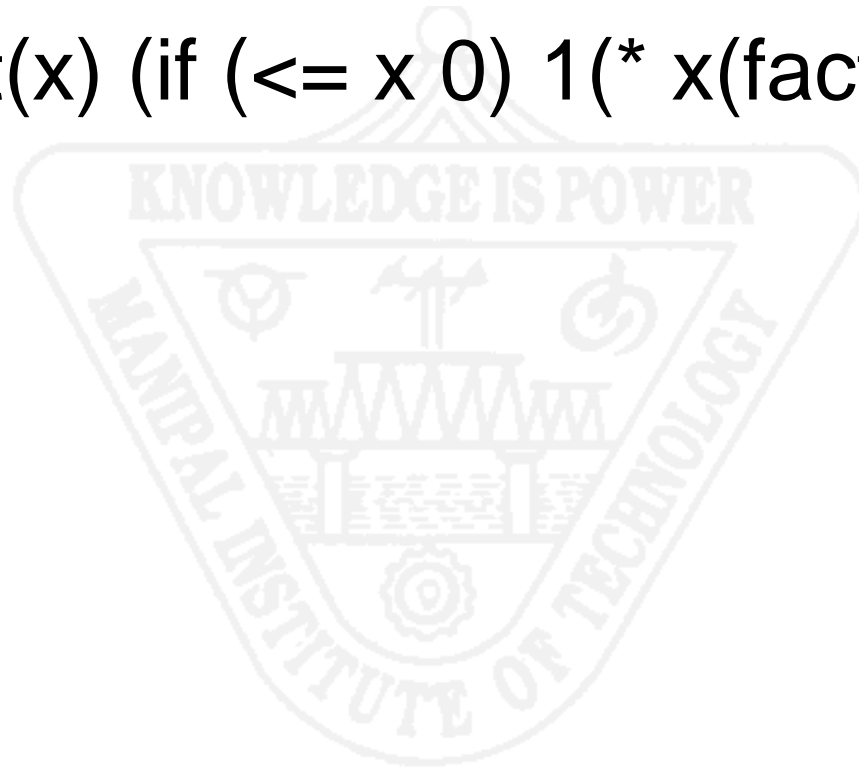 t(x) (if (<= x 0) 1(* x(fact
KNOWLEDGE IS POWER
MANIPAL INSTITUTE OF TECHNOLOGY